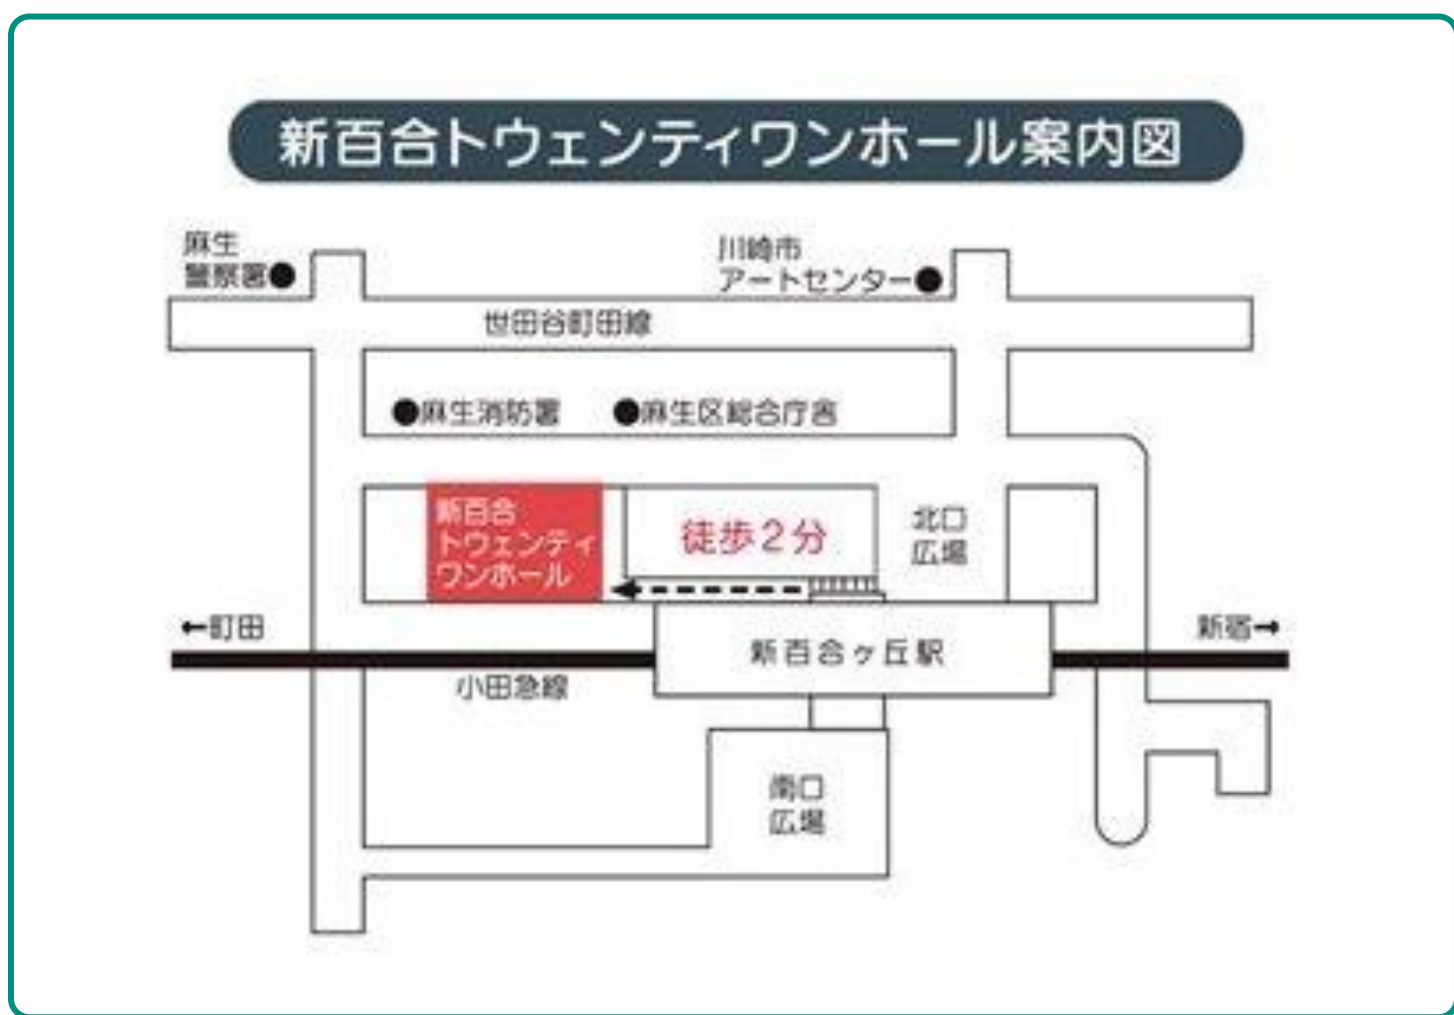 新百合トウェンティワンホール案内図
麻生
警察署●
川崎市
アートセンター●
世田谷町田線
●麻生消防署
●麻生区総合庁舎
新百合
トウェンティ
ワンホール
徒歩2分
北口
広場
←町田
新宿→
新百合ヶ丘駅
小田急線
南口
広場